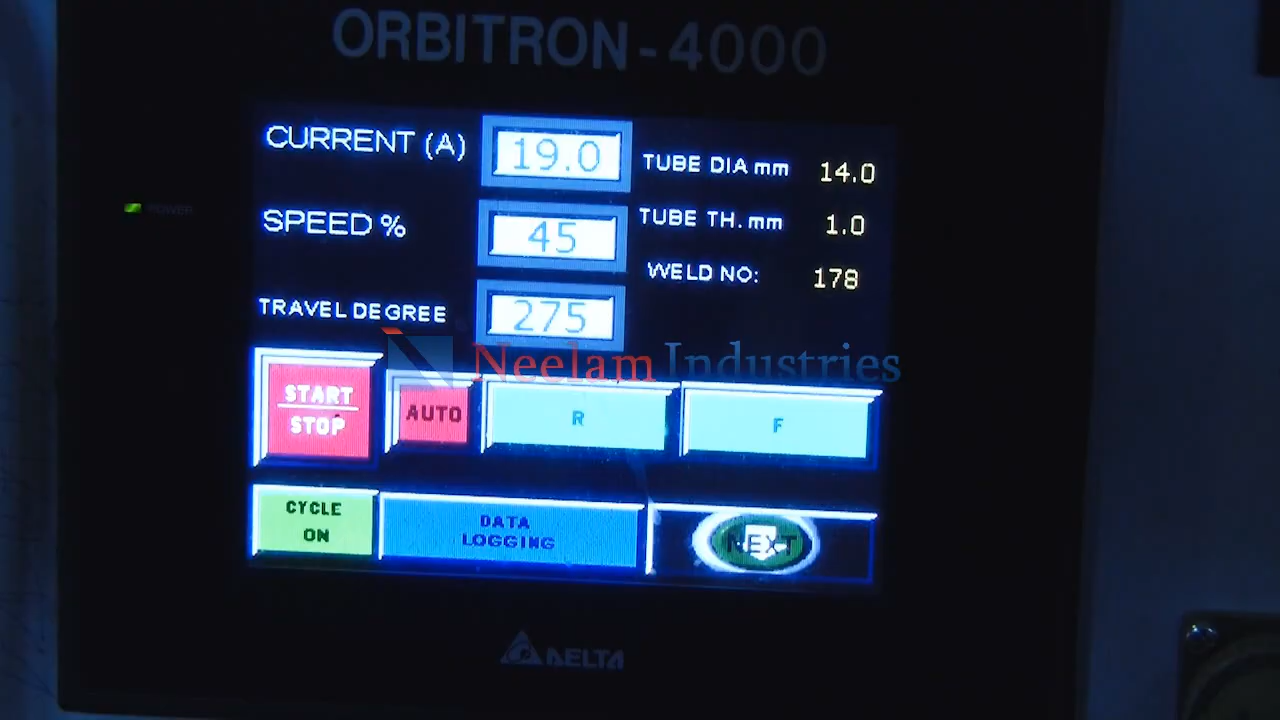 ORBITRON - 4000
CURRENT (A) 19.0
TUBE DIA mm 14.0
SPEED % 45
TUBE TH. mm 1.0
WELD NO: 178
TRAVEL DEGREE 275
POWER
Neelam Industries
START
STOP
AUTO
R
F
CYCLE
ON
DATA
LOGGING
NEXT
DELTA